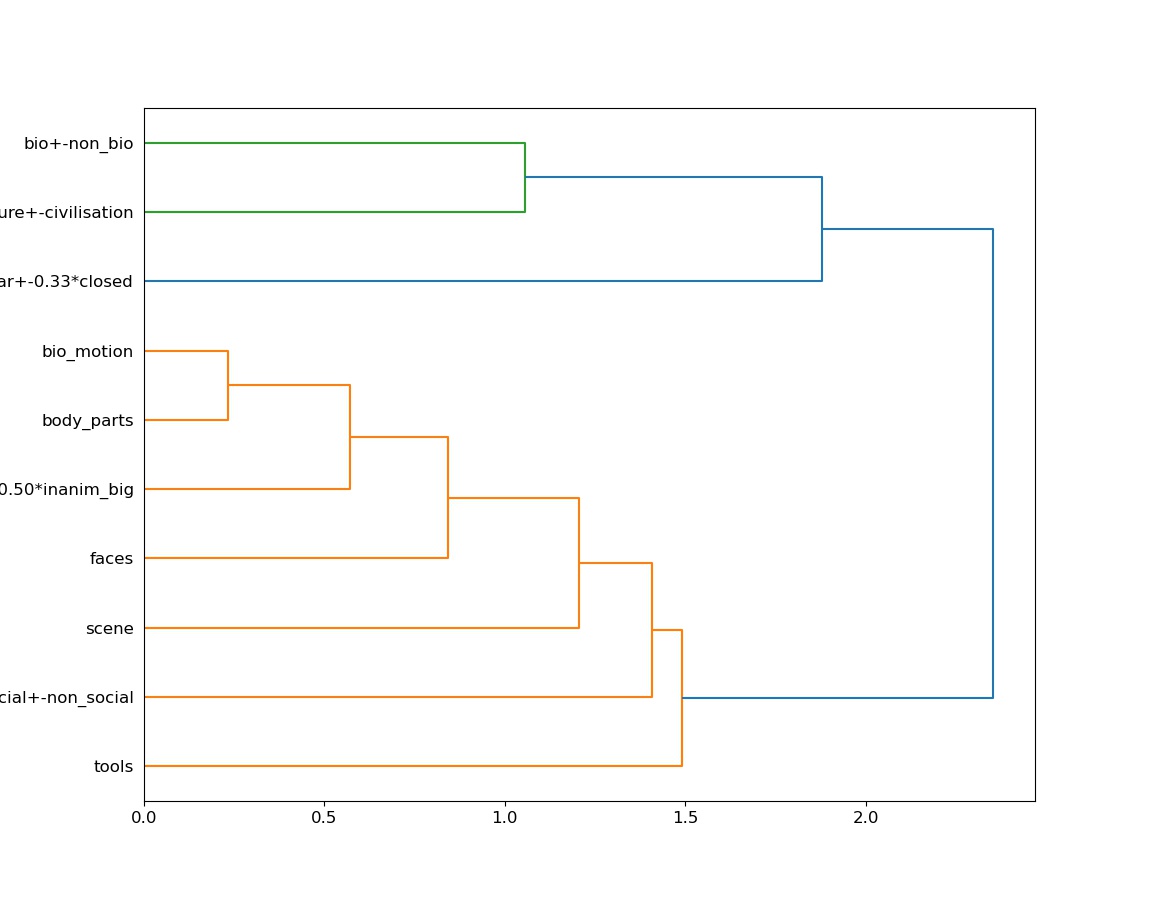 bio+-non_bio
ure+-civilisation
ar+-0.33*closed
bio_motion
body_parts
0.50*inanim_big
faces
scene
cial+-non_social
tools
0.0 0.5 1.0 1.5 2.0